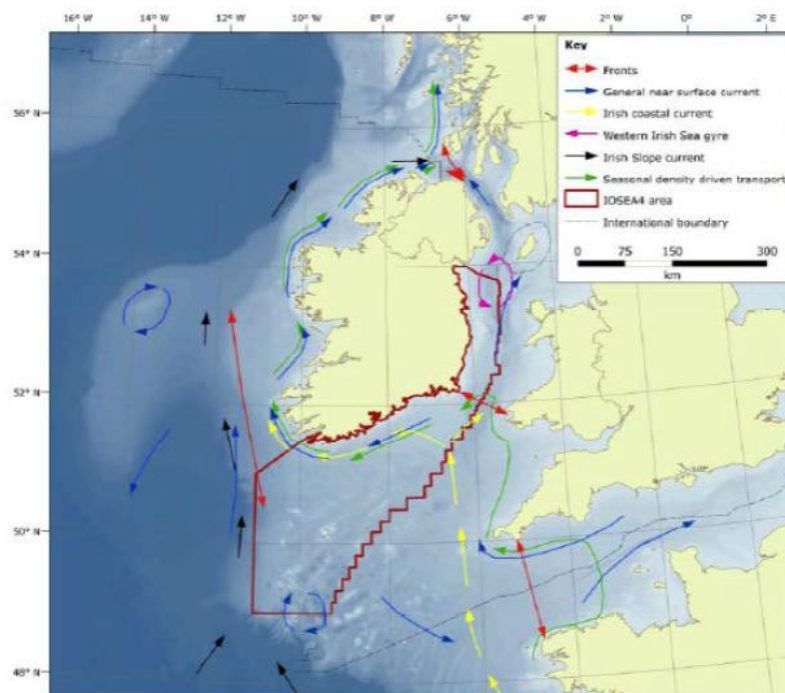 16° W 14° W 12° W 10° W 8° W 6° W 4° W 2° W 0° 2° E
Key
Fronts
General near surface current
Irish coastal current
Western Irish Sea gyre
Irish Slope current
Seasonal density driven transport
IOSEA4 area
International boundary
0 75 150 300
km
56° N
54° N
52° N
50° N
48° N